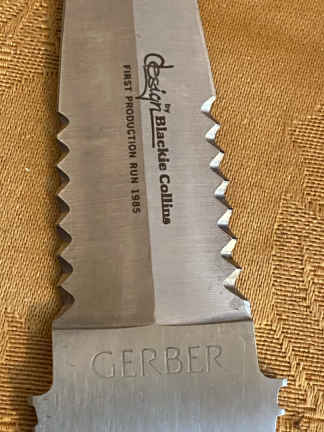 design
by
Blackie Collins
FIRST PRODUCTION RUN 1985
GERBER